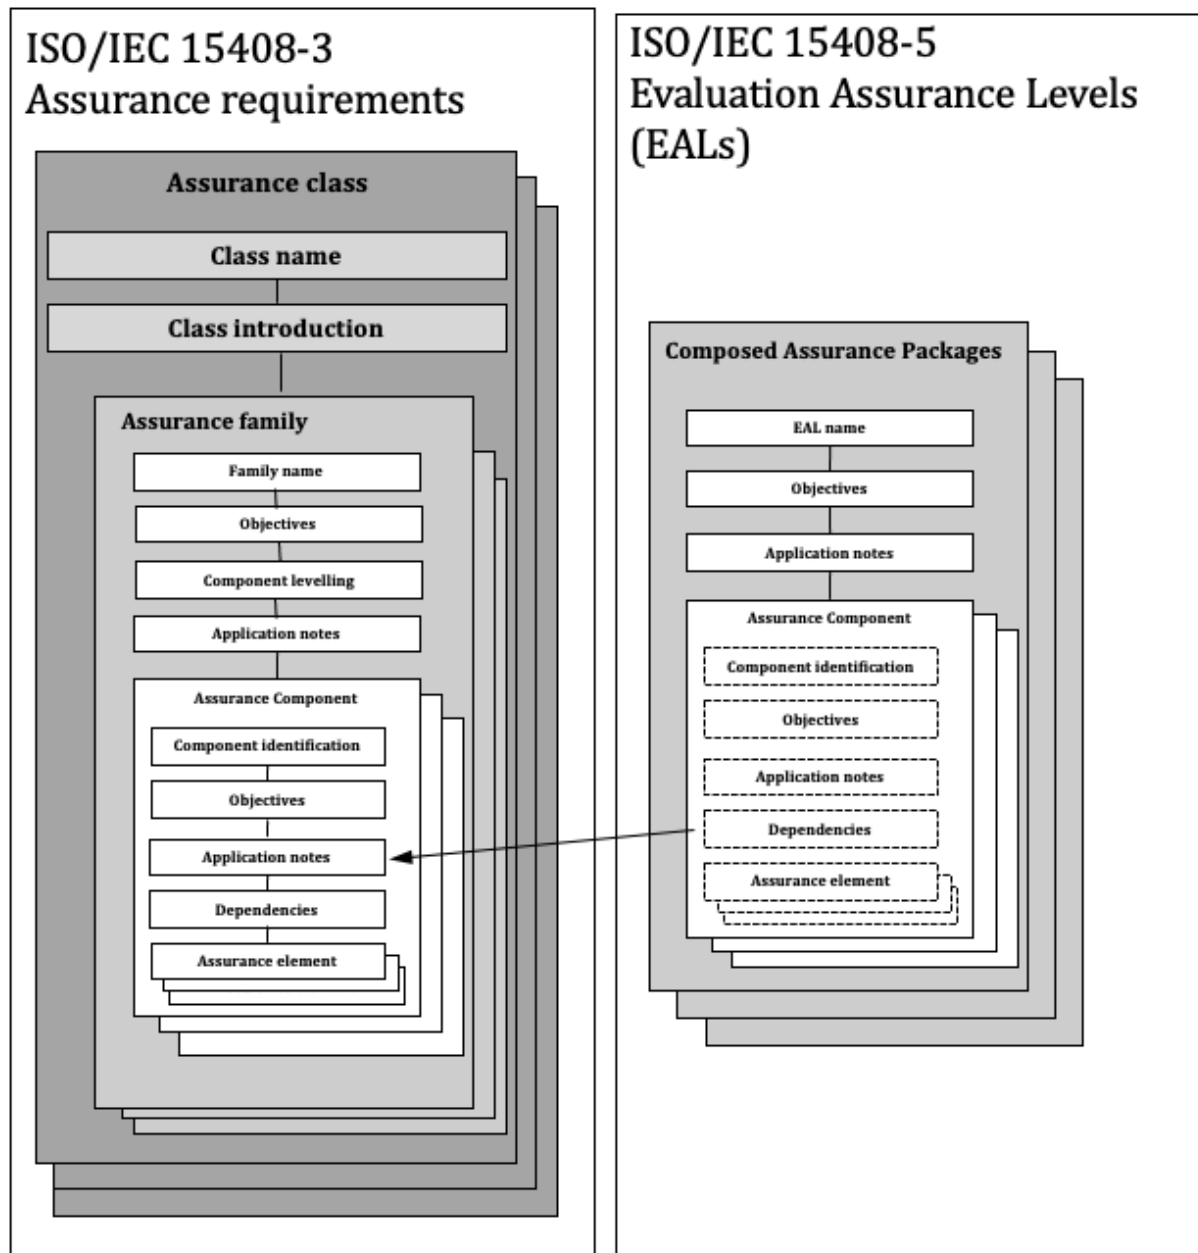 ISO/IEC 15408-3
Assurance requirements
Assurance class
Class name
Class introduction
Assurance family
Family name
Objectives
Component levelling
Application notes
Assurance Component
Component identification
Objectives
Application notes
Dependencies
Assurance element
ISO/IEC 15408-5
Evaluation Assurance Levels
(EALs)
Composed Assurance Packages
EAL name
Objectives
Application notes
Assurance Component
Component identification
Objectives
Application notes
Dependencies
Assurance element